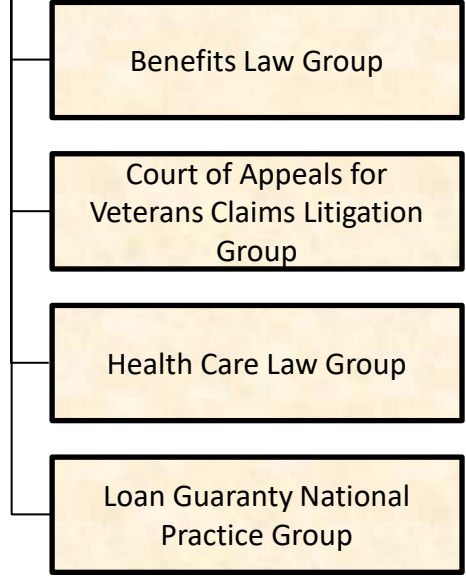 Benefits Law Group
Court of Appeals for
Veterans Claims Litigation
Group
Health Care Law Group
Loan Guaranty National
Practice Group